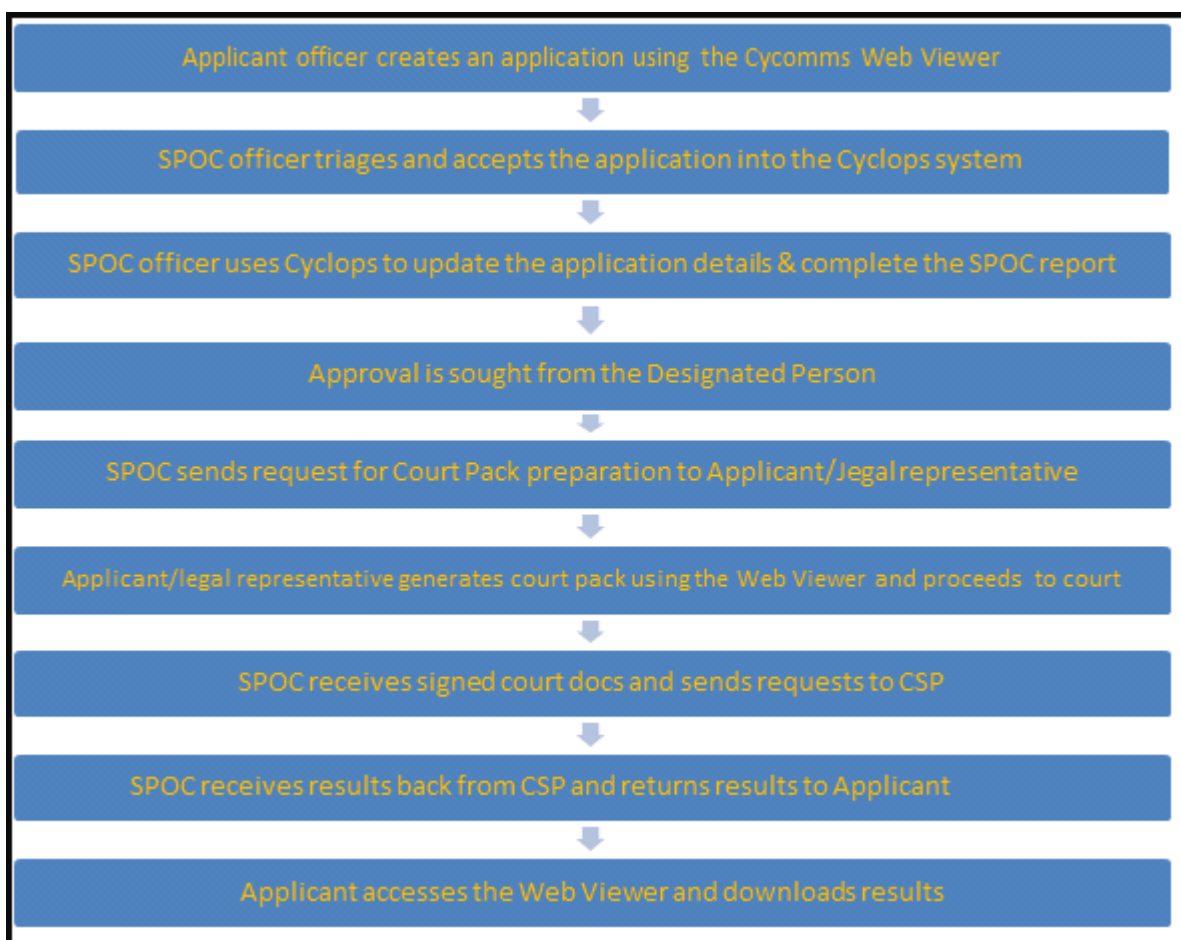 Applicant officer creates an application using the Cycomms Web Viewer
SPOC officer triages and accepts the application into the Cyclops system
SPOC officer uses Cyclops to update the application details & complete the SPOC report
Approval is sought from the Designated Person
SPOC sends request for Court Pack preparation to Applicant/Jegal representative
Applicant/legal representative generates court pack using the Web Viewer and proceeds to court
SPOC receives signed court docs and sends requests to CSP
SPOC receives results back from CSP and returns results to Applicant
Applicant accesses the Web Viewer and downloads results